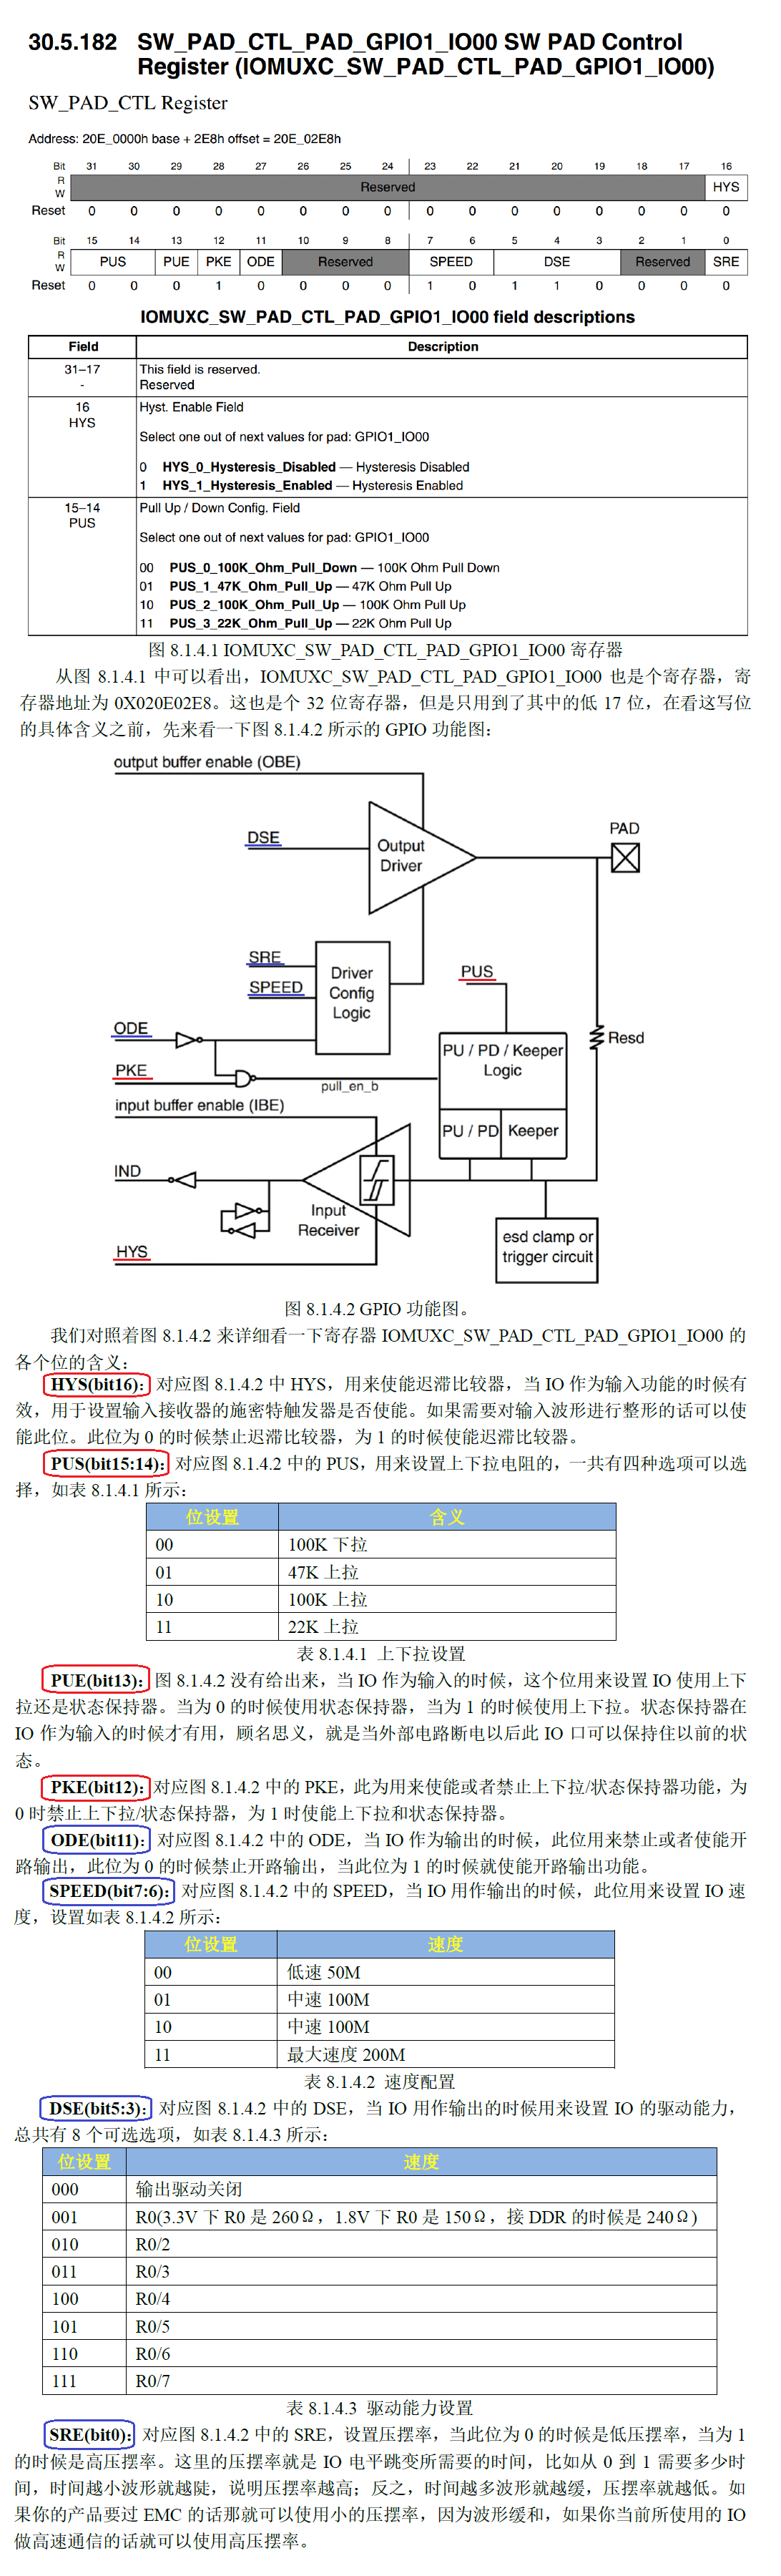 30.5.182 SW_PAD_CTL_PAD_GPIO1_IO00 SW PAD Control
Register (IOMUXC_SW_PAD_CTL_PAD_GPIO1_IO00)
SW_PAD_CTL Register
Address: 20E_0000h base + 2E8h offset = 20E_02E8h
Bit 31 30 29 28 27 26 25 24 23 22 21 20 19 18 17 16
R
W
Reserved HYS
Reset 0 0 0 0 0 0 0 0 0 0 0 0 0 0 0 0
Bit 15 14 13 12 11 10 9 8 7 6 5 4 3 2 1 0
R
W
PUS PUE PKE ODE Reserved SPEED DSE Reserved SRE
Reset 0 0 0 1 0 0 0 0 1 0 1 1 0 0 0 0
IOMUXC_SW_PAD_CTL_PAD_GPIO1_IO00 field descriptions
Field Description
31–17 This field is reserved.
- Reserved
16 Hyst. Enable Field
HYS
Select one out of next values for pad: GPIO1_IO00
0 HYS_0_Hysteresis_Disabled — Hysteresis Disabled
1 HYS_1_Hysteresis_Enabled — Hysteresis Enabled
15–14 Pull Up / Down Config. Field
PUS
Select one out of next values for pad: GPIO1_IO00
00 PUS_0_100K_Ohm_Pull_Down — 100K Ohm Pull Down
01 PUS_1_47K_Ohm_Pull_Up — 47K Ohm Pull Up
10 PUS_2_100K_Ohm_Pull_Up — 100K Ohm Pull Up
11 PUS_3_22K_Ohm_Pull_Up — 22K Ohm Pull Up
图 8.1.4.1 IOMUXC_SW_PAD_CTL_PAD_GPIO1_IO00 寄存器
从图 8.1.4.1 中可以看出，IOMUXC_SW_PAD_CTL_PAD_GPIO1_IO00 也是个寄存器，寄
存器地址为 0X020E02E8。这也是个 32 位寄存器，但是只用到了其中的低 17 位，在看这写位
的具体含义之前，先来看一下图 8.1.4.2 所示的 GPIO 功能图：
output buffer enable (OBE)
DSE
Output
Driver
PAD
SRE
SPEED
Driver
Config
Logic
PUS
ODE
PKE
pull_en_b
PU / PD / Keeper
Logic
PU / PD Keeper
Resd
input buffer enable (IBE)
IND
Input
Receiver
HYS
esd clamp or
trigger circuit
图 8.1.4.2 GPIO 功能图。
我们对照着图 8.1.4.2 来详细看一下寄存器 IOMUXC_SW_PAD_CTL_PAD_GPIO1_IO00 的
各个位的含义：
HYS(bit16)：对应图 8.1.4.2 中 HYS，用来使能迟滞比较器，当 IO 作为输入功能的时候有
效，用于设置输入接收器的施密特触发器是否使能。如果需要对输入波形进行整形的话可以使
能此位。此位为 0 的时候禁止迟滞比较器，为 1 的时候使能迟滞比较器。
PUS(bit15:14)：对应图 8.1.4.2 中的 PUS，用来设置上下拉电阻的，一共有四种选项可以选
择，如表 8.1.4.1 所示：
位设置 含义
00 100K 下拉
01 47K 上拉
10 100K 上拉
11 22K 上拉
表 8.1.4.1 上下拉设置
PUE(bit13)：图 8.1.4.2 没有给出来，当 IO 作为输入的时候，这个位用来设置 IO 使用上下
拉还是状态保持器。当为 0 的时候使用状态保持器，当为 1 的时候使用上下拉。状态保持器在
IO 作为输入的时候才有用，顾名思义，就是当外部电路断电以后此 IO 口可以保持住以前的状
态。
PKE(bit12)：对应图 8.1.4.2 中的 PKE，此为用来使能或者禁止上下拉/状态保持器功能，为
0 时禁止上下拉/状态保持器，为 1 时使能上下拉和状态保持器。
ODE(bit11)：对应图 8.1.4.2 中的 ODE，当 IO 作为输出的时候，此位用来禁止或者使能开
路输出，此位为 0 的时候禁止开路输出，当此位为 1 的时候就使能开路输出功能。
SPEED(bit7:6)：对应图 8.1.4.2 中的 SPEED，当 IO 用作输出的时候，此位用来设置 IO 速
度，设置如表 8.1.4.2 所示：
位设置 速度
00 低速 50M
01 中速 100M
10 中速 100M
11 最大速度 200M
表 8.1.4.2 速度配置
DSE(bit5:3)：对应图 8.1.4.2 中的 DSE，当 IO 用作输出的时候用来设置 IO 的驱动能力，
总共有 8 个可选选项，如表 8.1.4.3 所示：
位设置 速度
000 输出驱动关闭
001 R0(3.3V 下 R0 是 260Ω，1.8V 下 R0 是 150Ω，接 DDR 的时候是 240Ω)
010 R0/2
011 R0/3
100 R0/4
101 R0/5
110 R0/6
111 R0/7
表 8.1.4.3 驱动能力设置
SRE(bit0)：对应图 8.1.4.2 中的 SRE，设置压摆率，当此位为 0 的时候是低压摆率，当为 1
的时候是高压摆率。这里的压摆率就是 IO 电平跳变所需要的时间，比如从 0 到 1 需要多少时
间，时间越小波形就越陡，说明压摆率越高；反之，时间越多波形就越缓，压摆率就越低。如
果你的产品要过 EMC 的话那就可以使用小的压摆率，因为波形缓和，如果你当前所使用的 IO
做高速通信的话就可以使用高压摆率。